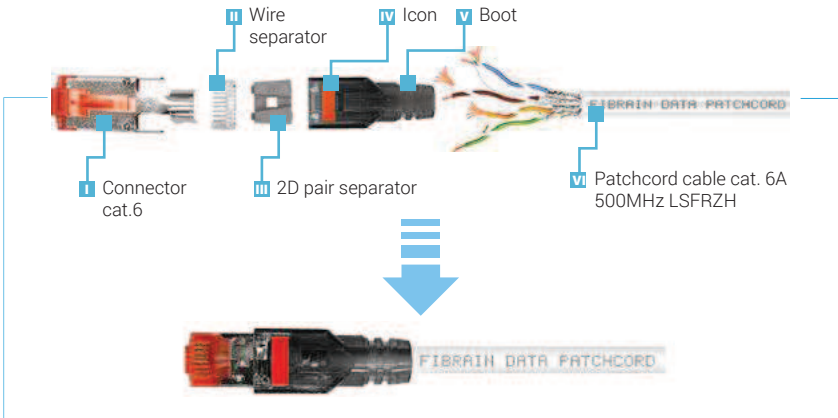 II Wire
separator
IV Icon
V Boot
FIBRAIN DATA PATCHCORD
I Connector
cat.6
III 2D pair separator
VI Patchcord cable cat. 6A
500MHz LSFRZH
FIBRAIN DATA PATCHCORD